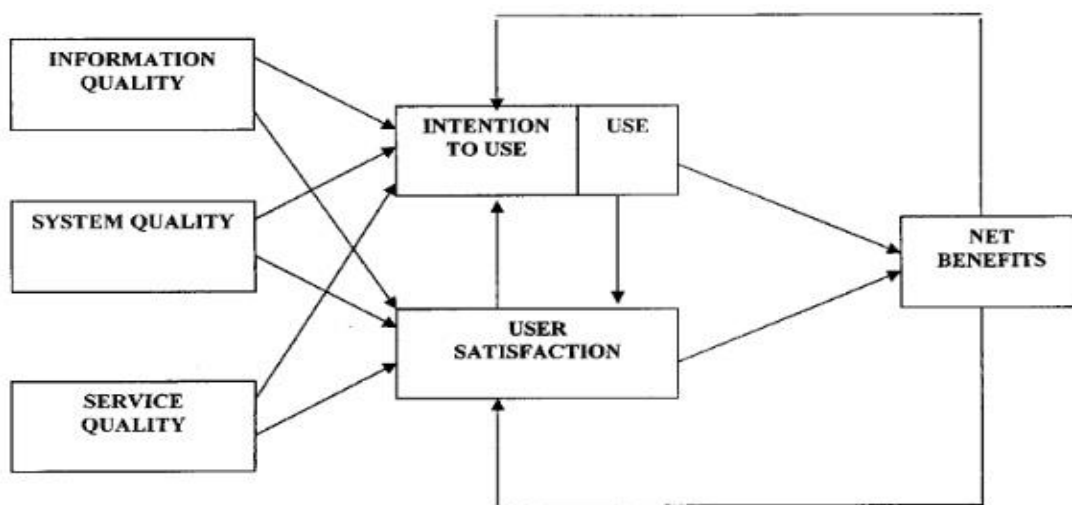 INFORMATION
QUALITY
SYSTEM QUALITY
SERVICE
QUALITY
INTENTION
TO USE
USE
USER
SATISFACTION
NET
BENEFITS